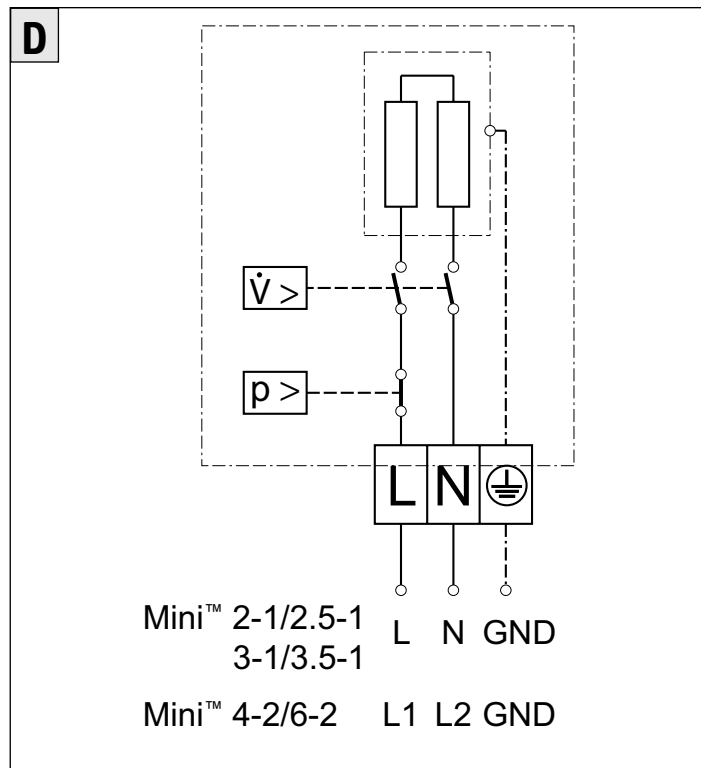 D
V̇ >
p >
L N
Mini™ 2-1/2.5-1 L N GND
3-1/3.5-1
Mini™ 4-2/6-2 L1 L2 GND